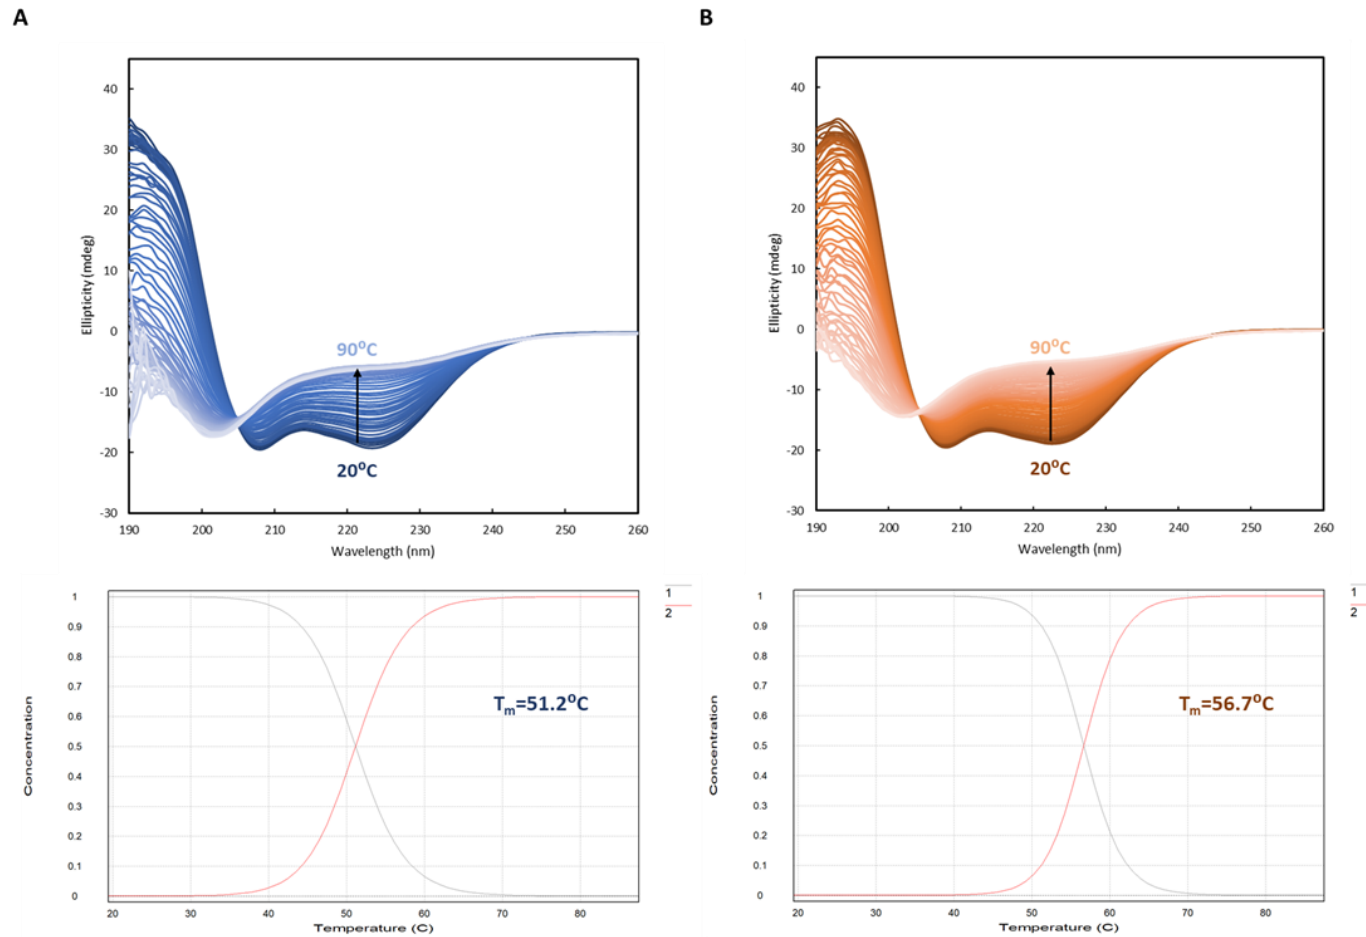 A
B
40
30
20
10
0
-10
-20
-30
Ellipticity (mdeg)
90°C
20°C
190 200 210 220 230 240 250 260
Wavelength (nm)
40
30
20
10
0
-10
-20
-30
Ellipticity (mdeg)
90°C
20°C
190 200 210 220 230 240 250 260
Wavelength (nm)
1
0.9
0.8
0.7
0.6
0.5
0.4
0.3
0.2
0.1
0
Concentration
1
2
Tm=51.2°C
20 30 40 50 60 70 80
Temperature (C)
1
0.9
0.8
0.7
0.6
0.5
0.4
0.3
0.2
0.1
0
Concentration
1
2
Tm=56.7°C
20 30 40 50 60 70 80
Temperature (C)